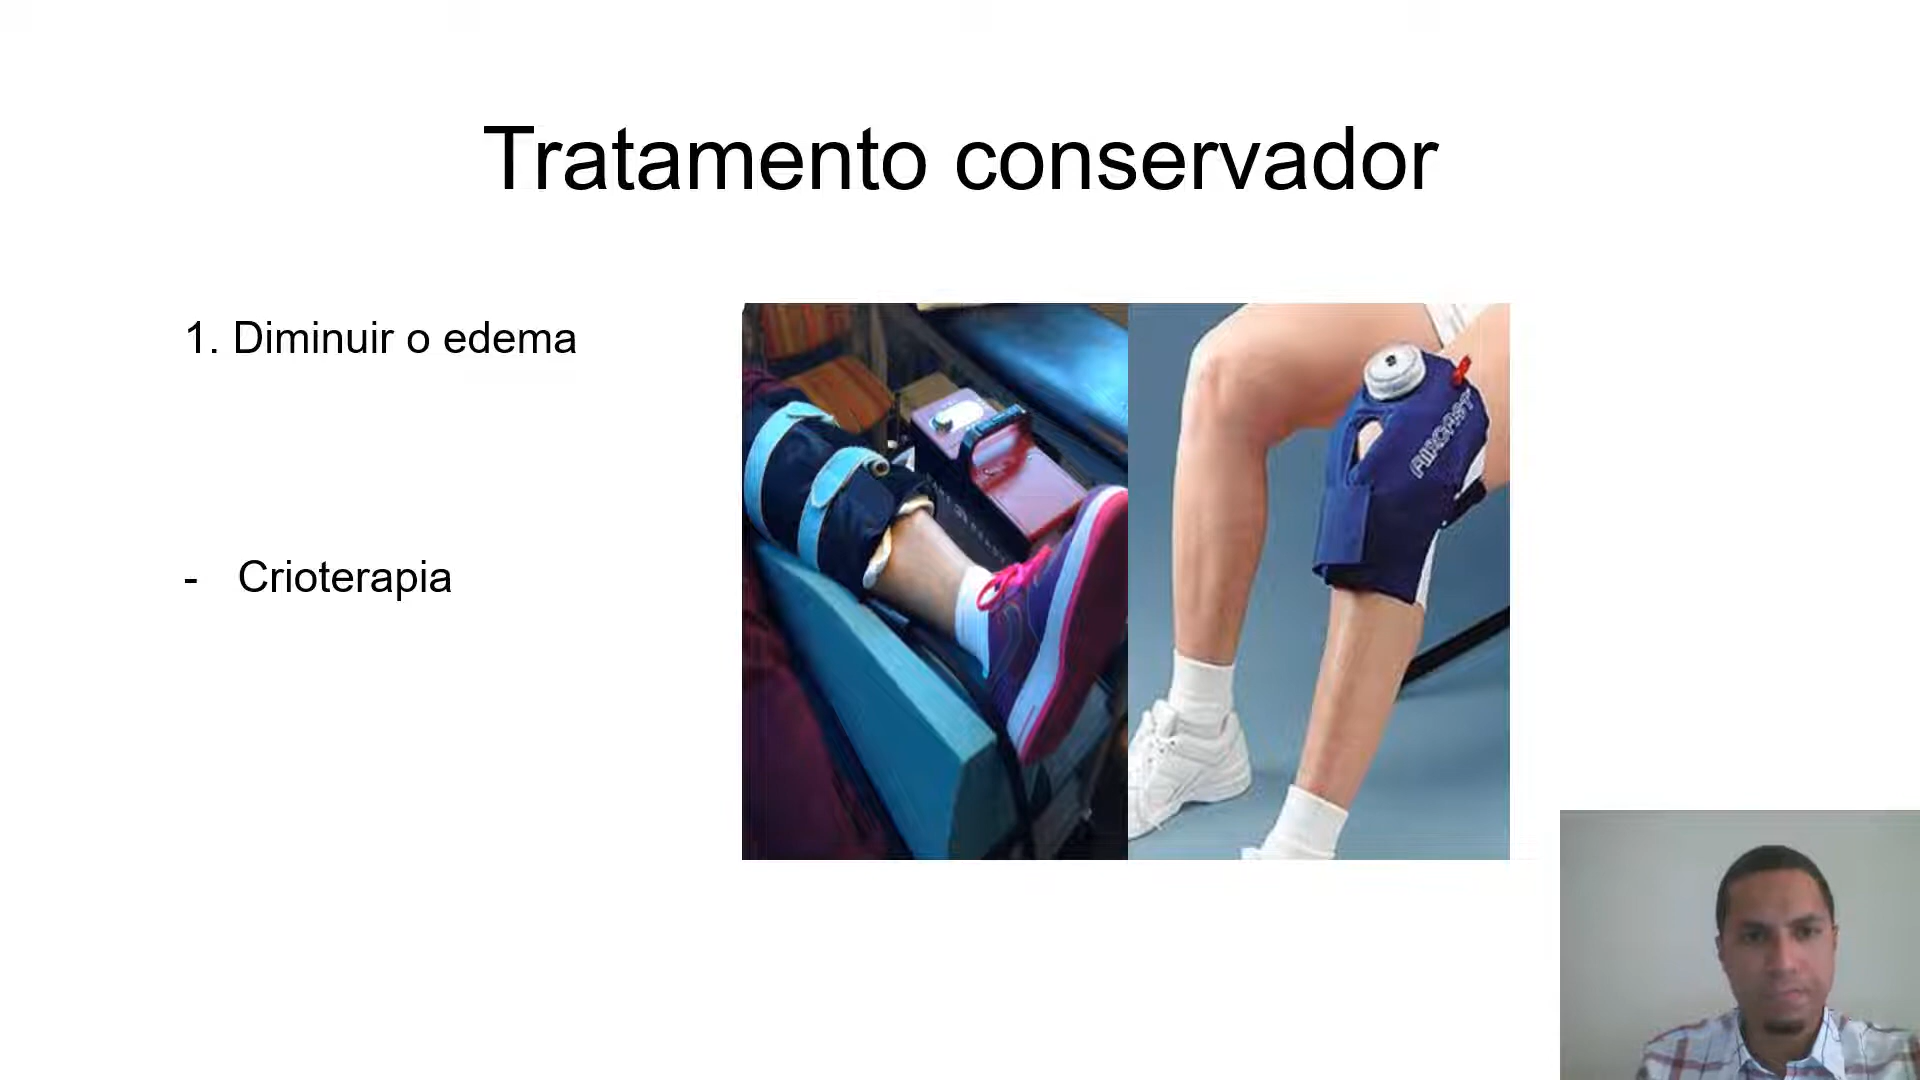 Tratamento conservador
1. Diminuir o edema
- Crioterapia
AIRCAST